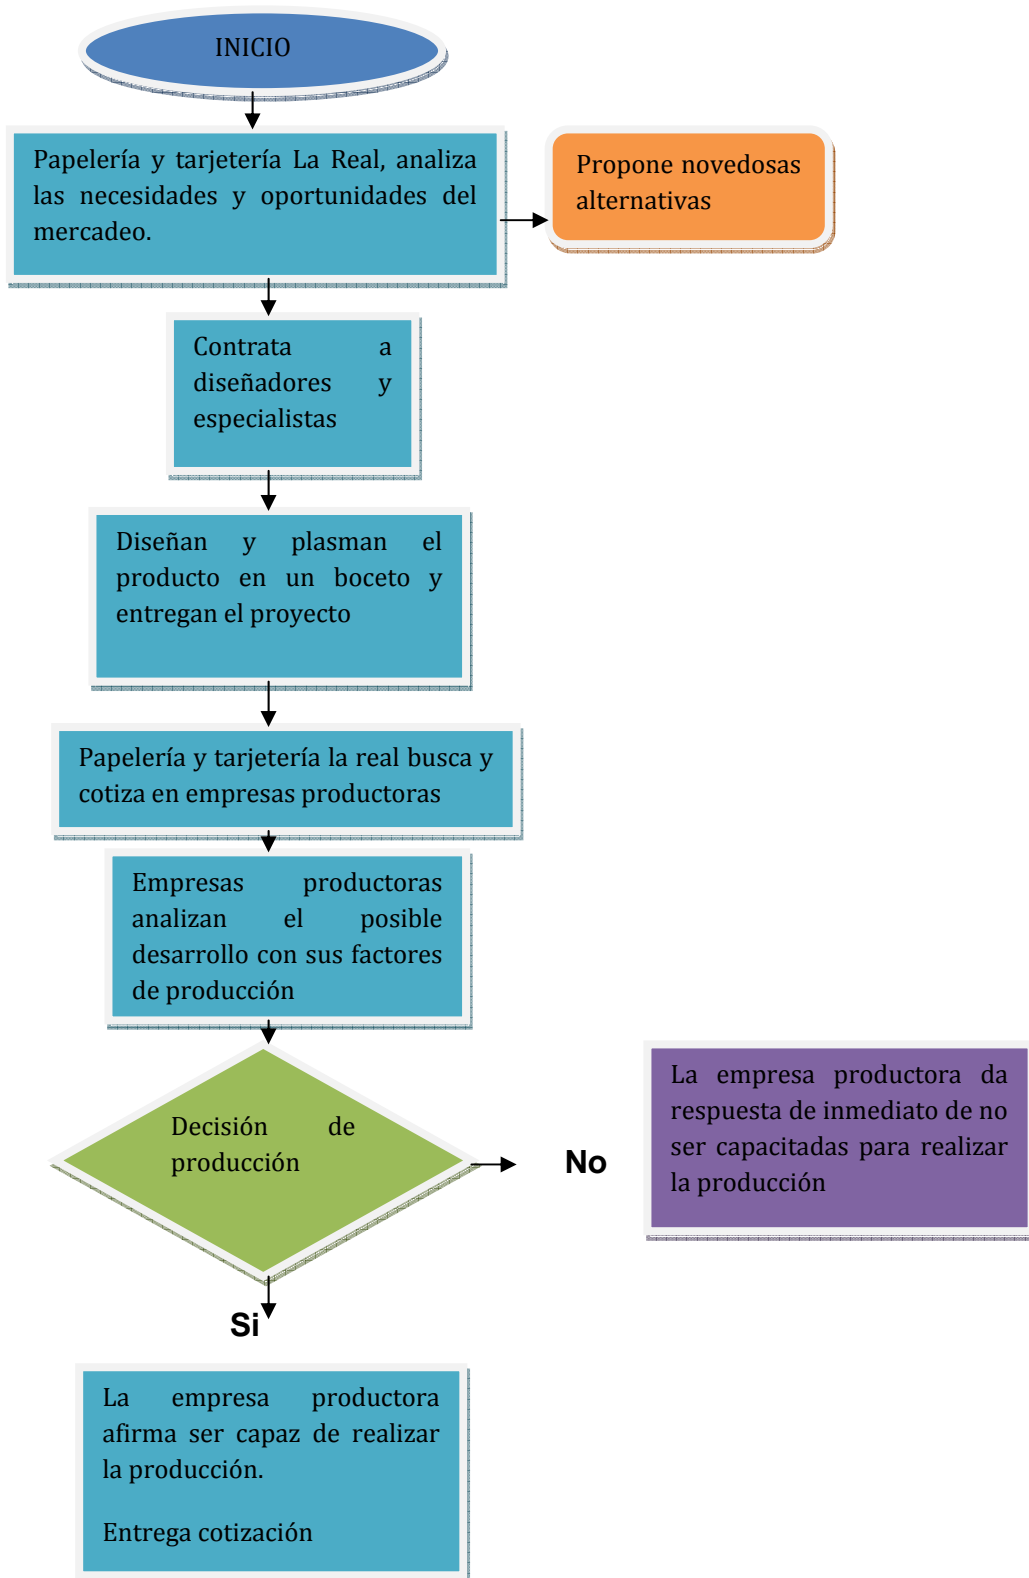 INICIO
Papelería y tarjetería La Real, analiza
las necesidades y oportunidades del
mercadeo.
Propone novedosas
alternativas
Contrata a
diseñadores y
especialistas
Diseñan y plasman el
producto en un boceto y
entregan el proyecto
Papelería y tarjetería la real busca y
cotiza en empresas productoras
Empresas productoras
analizan el posible
desarrollo con sus factores
de producción
Decisión de
producción
No
La empresa productora da
respuesta de inmediato de no
ser capacitadas para realizar
la producción
Si
La empresa productora
afirma ser capaz de realizar
la producción.
Entrega cotización